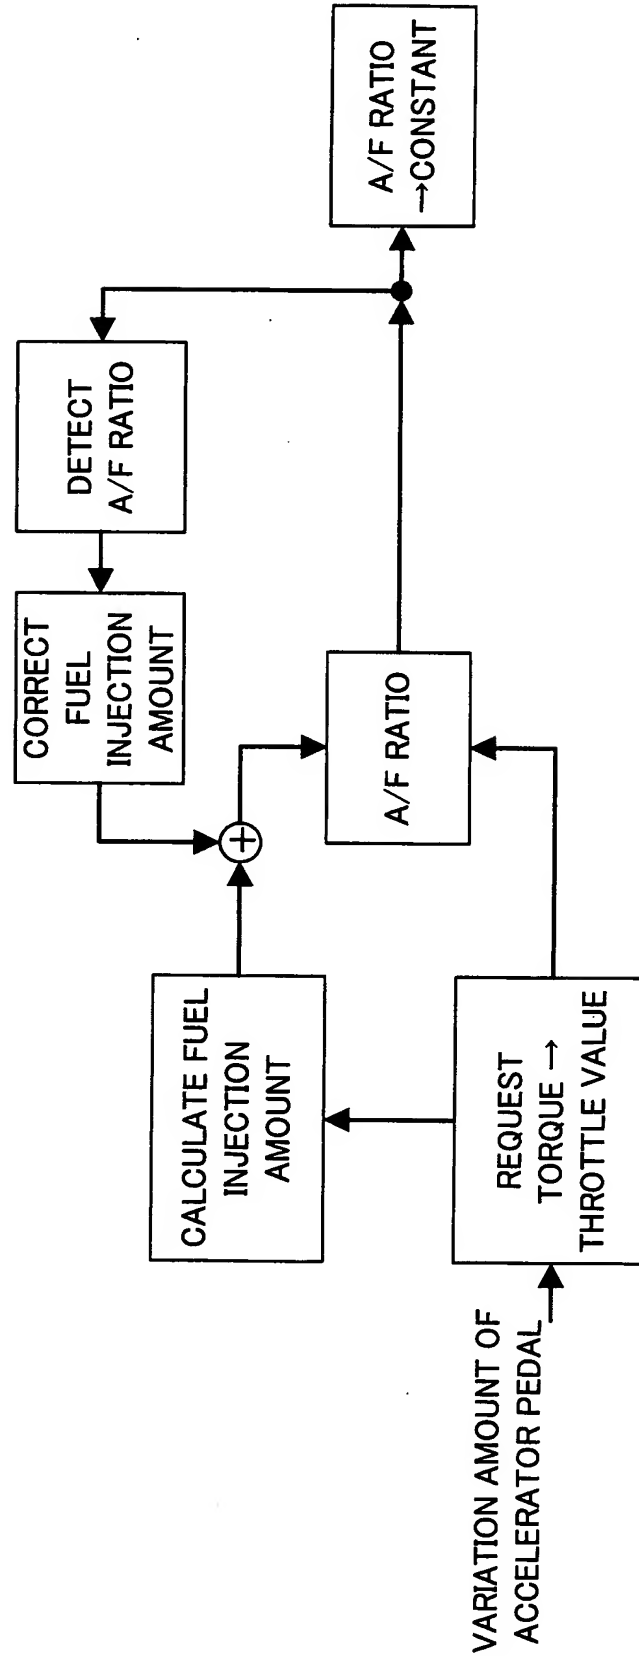 VARIATION AMOUNT OF
ACCELERATOR PEDAL
REQUEST
TORQUE →
THROTTLE VALUE
CALCULATE FUEL
INJECTION
AMOUNT
+
CORRECT
FUEL
INJECTION
AMOUNT
DETECT
A/F RATIO
A/F RATIO
A/F RATIO
→CONSTANT